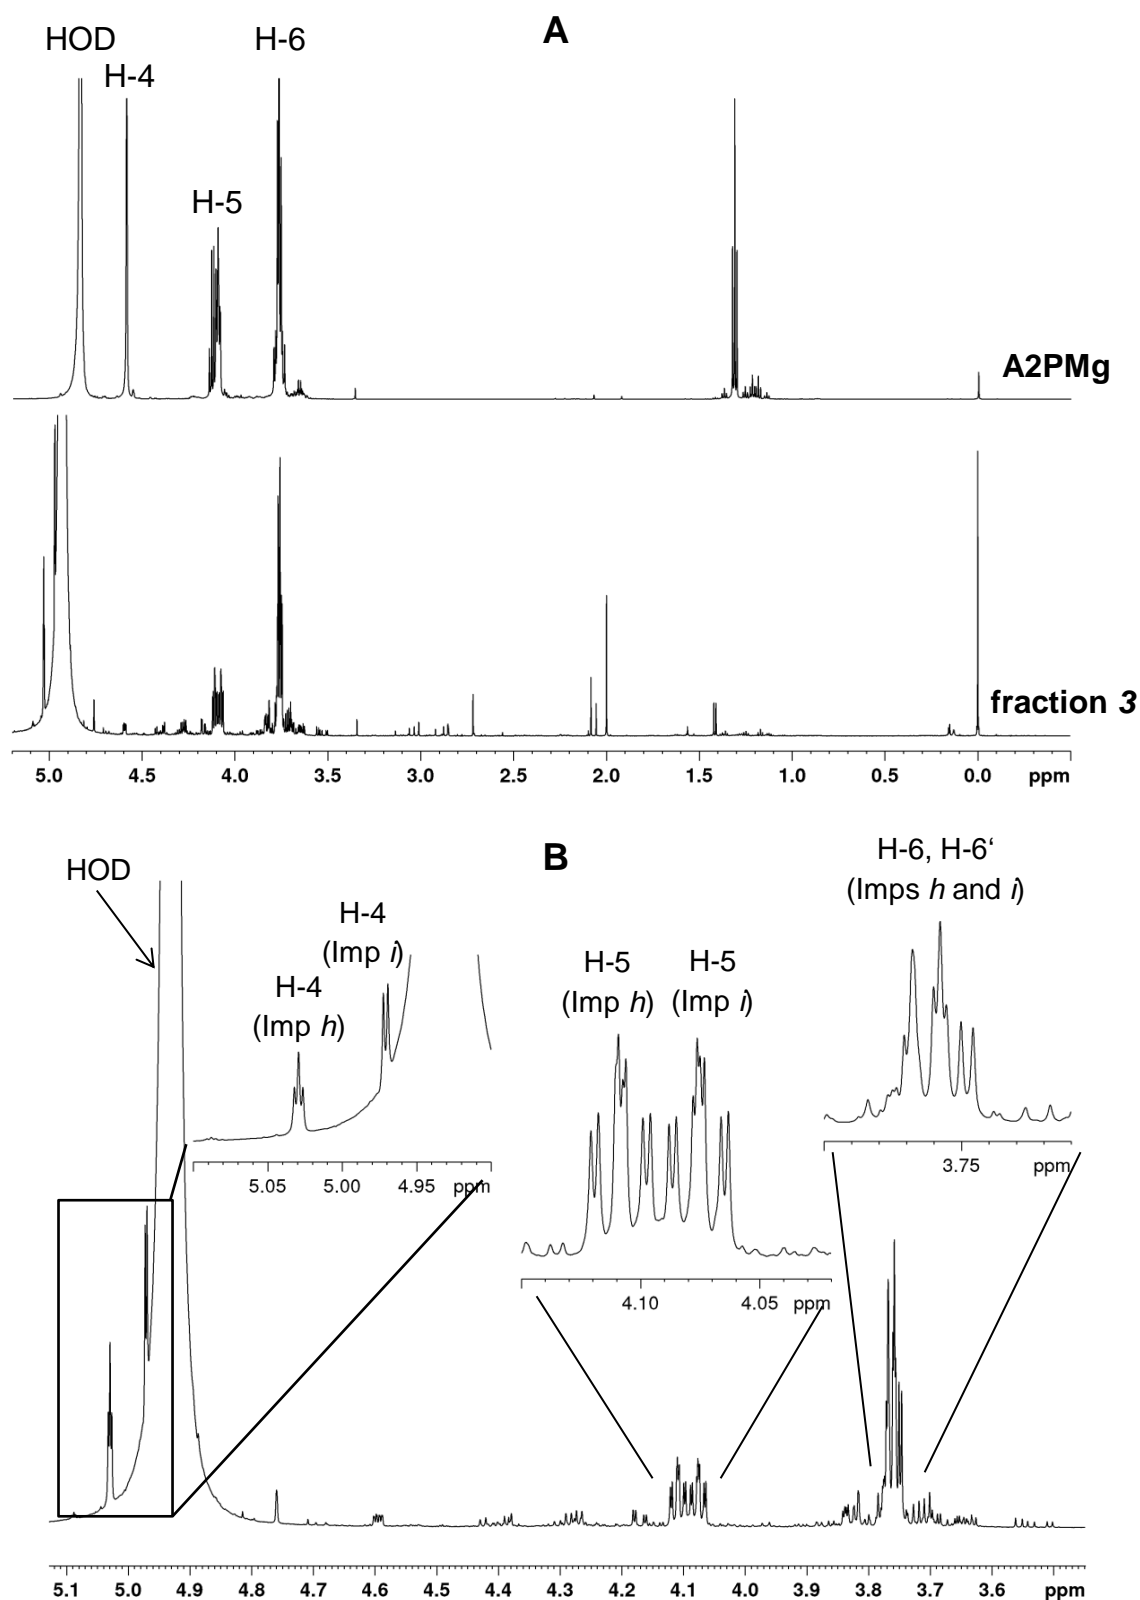 HOD
H-4
H-5
H-6
A
A2PMg
fraction 3
5.0 4.5 4.0 3.5 3.0 2.5 2.0 1.5 1.0 0.5 0.0 ppm
B
HOD
H-4
(Imp h)
H-4
(Imp i)
5.05 5.00 4.95 ppm
H-5
(Imp h)
H-5
(Imp i)
4.10 4.05 ppm
H-6, H-6‘
(Imps h and i)
3.75 ppm
5.1 5.0 4.9 4.8 4.7 4.6 4.5 4.4 4.3 4.2 4.1 4.0 3.9 3.8 3.7 3.6 ppm